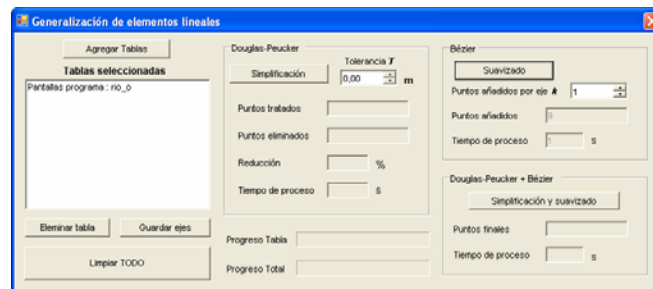 Generalización de elementos lineales
Agregar Tablas
Tablas seleccionadas
Pantallas programa : rio_o
Eleminar tabla
Guardar ejes
Limpiar TODO
Douglas-Peucker
Tolerancia T
Simplificación
0,00
m
Puntos tratados
Puntos eliminados
Reducción
%
Tiempo de proceso
s
Progreso Tabla
Progreso Total
Bézier
Suavizado
Puntos añadidos por eje k
1
Puntos añadidos
Tiempo de proceso
s
Douglas-Peucker + Bézier
Simplificación y suavizado
Puntos finales
Tiempo de proceso
s